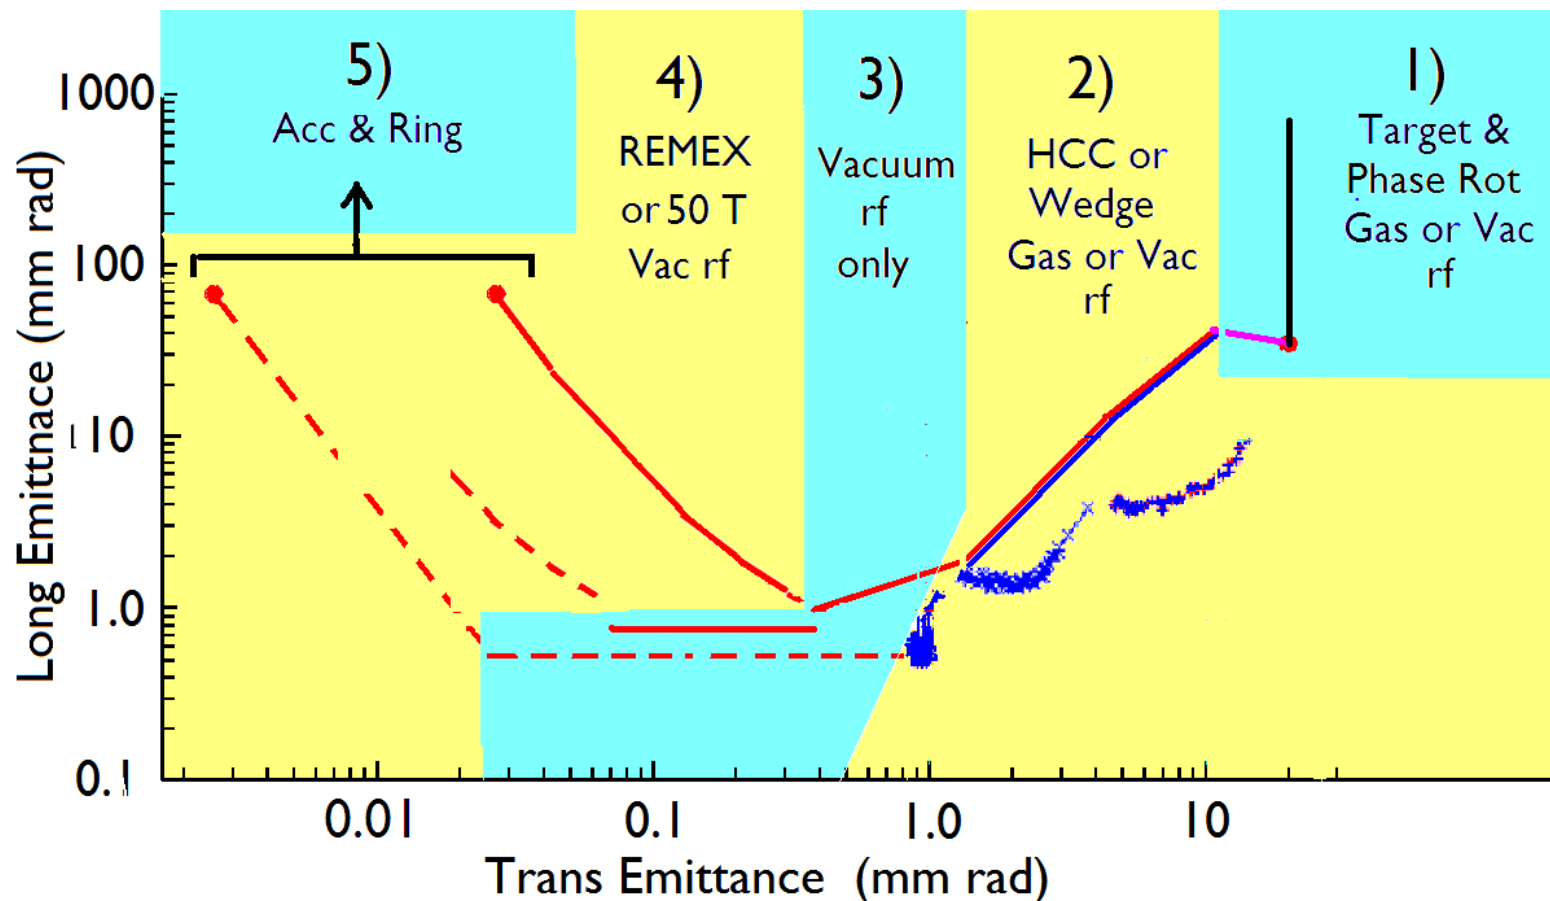 5)
Acc & Ring
4)
REMEX
or 50 T
Vac rf
3)
Vacuum
rf
only
2)
HCC or
Wedge
Gas or Vac
rf
1)
Target &
Phase Rot
Gas or Vac
rf
Long Emittnace (mm rad)
1000
100
10
1.0
0.1
0.01
0.1
1.0
10
Trans Emittance (mm rad)